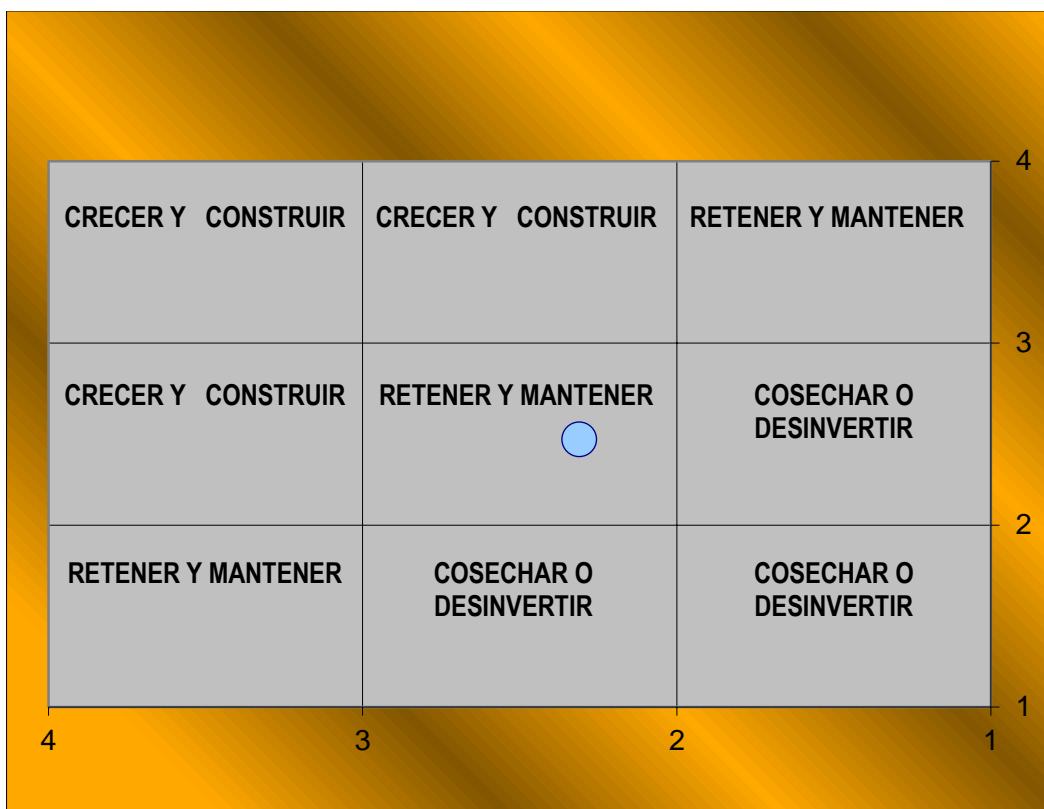 4
CRECER Y CONSTRUIR
CRECER Y CONSTRUIR
RETENER Y MANTENER
3
CRECER Y CONSTRUIR
RETENER Y MANTENER
COSECHAR O
DESINVERTIR
2
RETENER Y MANTENER
COSECHAR O
DESINVERTIR
COSECHAR O
DESINVERTIR
1
4
3
2
1